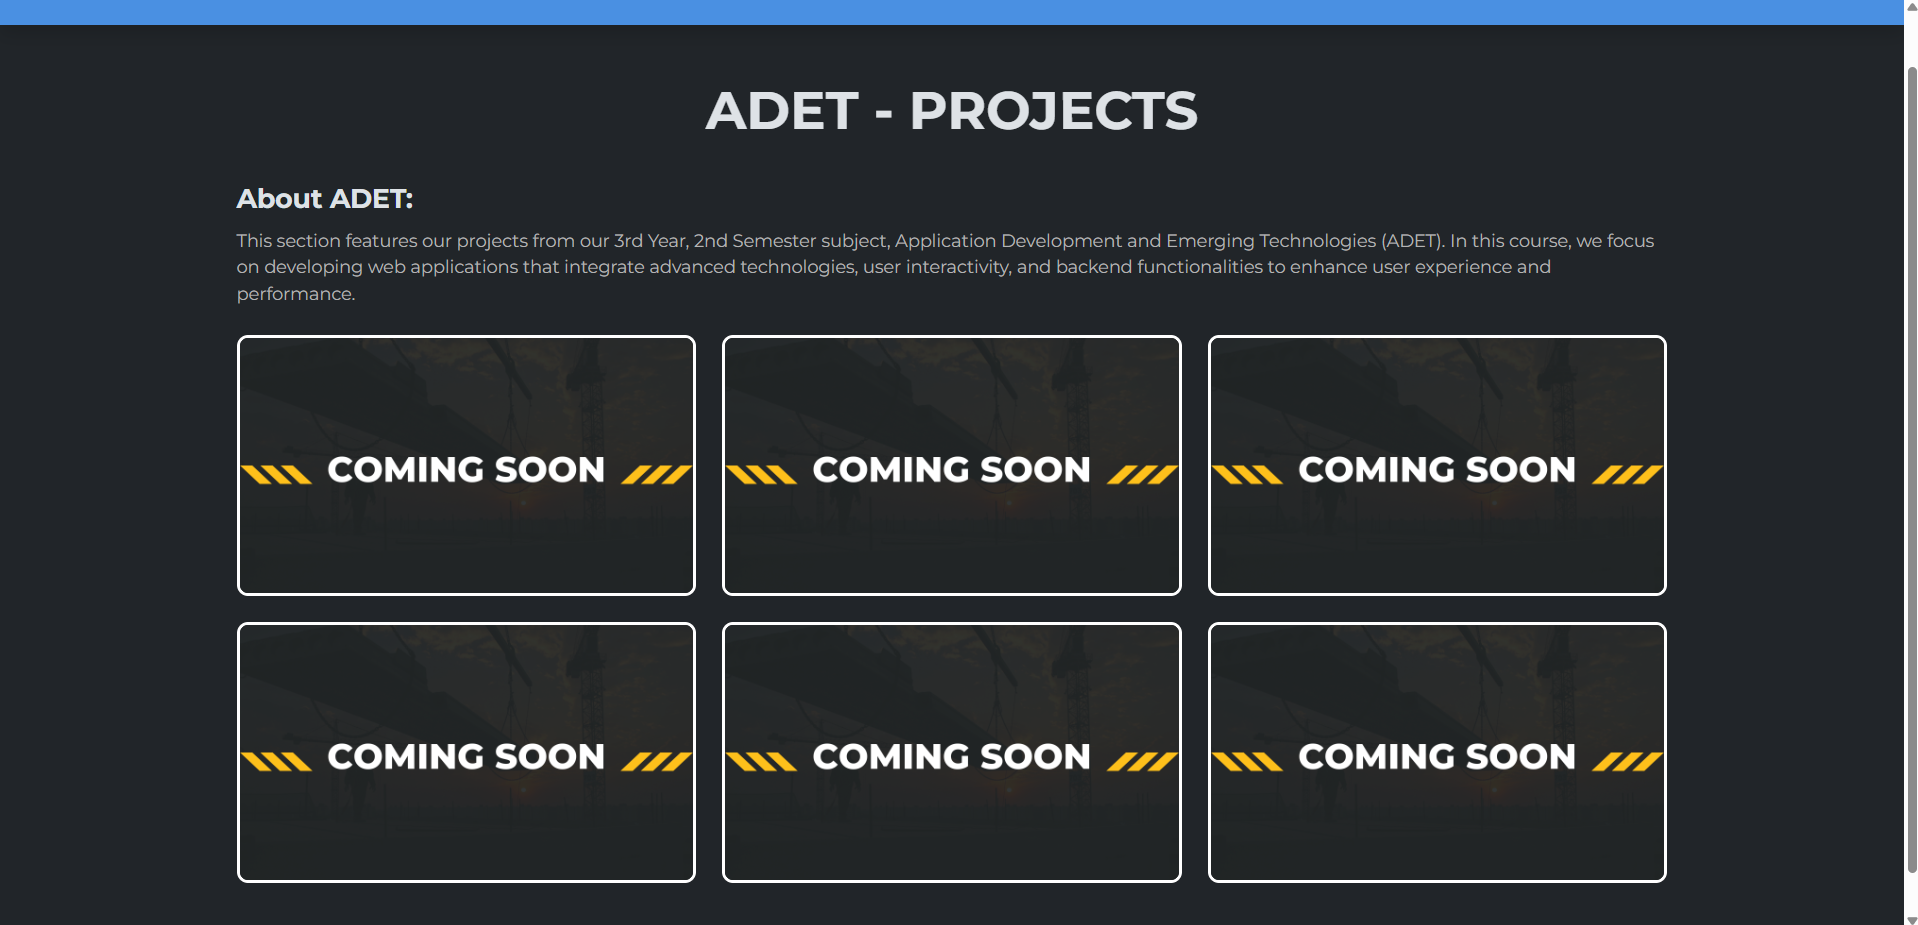 ADET - PROJECTS
About ADET:
This section features our projects from our 3rd Year, 2nd Semester subject, Application Development and Emerging Technologies (ADET). In this course, we focus
on developing web applications that integrate advanced technologies, user interactivity, and backend functionalities to enhance user experience and
performance.
COMING SOON
COMING SOON
COMING SOON
COMING SOON
COMING SOON
COMING SOON